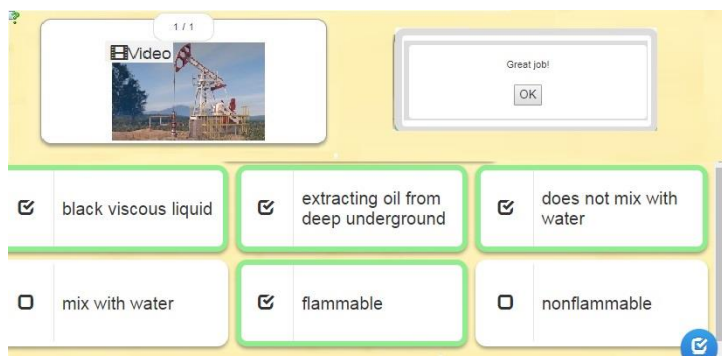 1 / 1
Video
Great job!
OK
black viscous liquid
extracting oil from
deep underground
does not mix with
water
mix with water
flammable
nonflammable